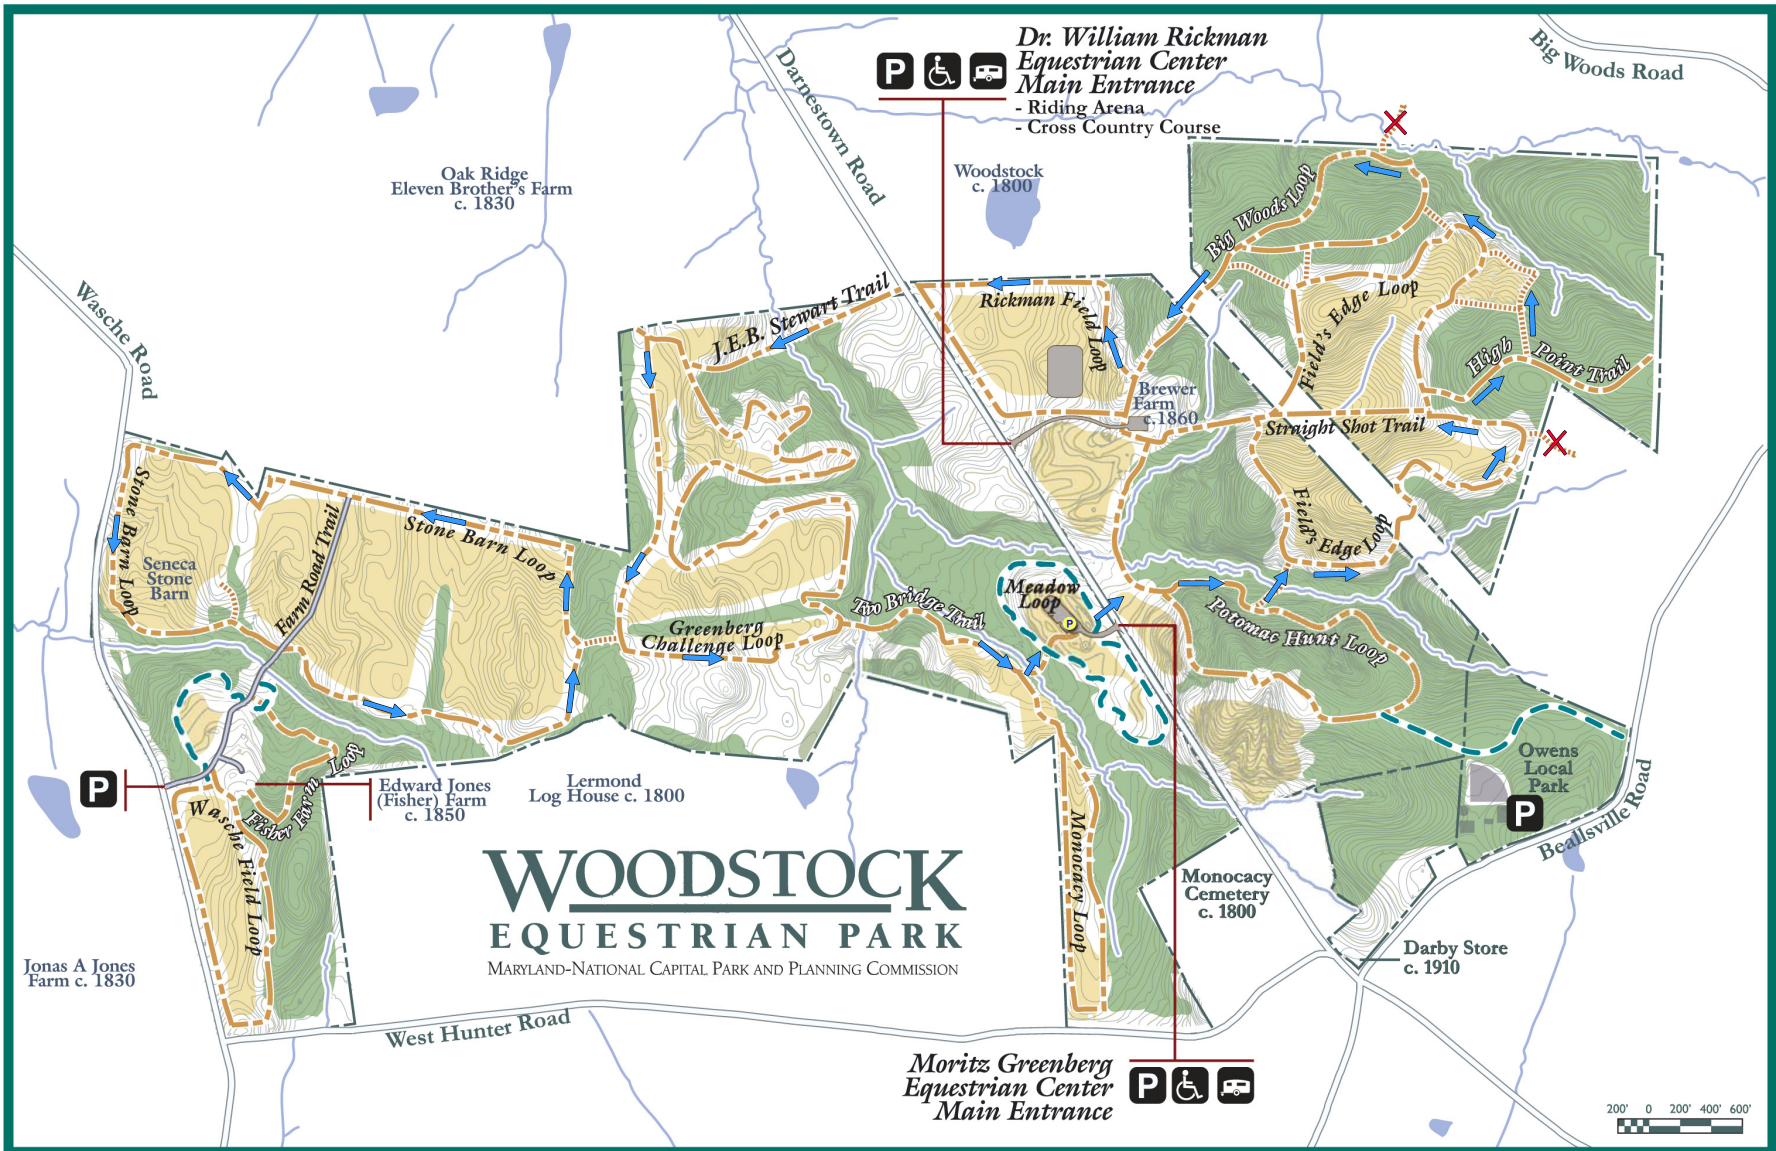 Dr. William Rickman
Equestrian Center
Main Entrance
- Riding Arena
- Cross Country Course
P
Big Woods Road
Darnestown Road
Oak Ridge
Eleven Brother's Farm
c. 1830
Woodstock
c. 1800
Big Woods Loop
Wasche Road
J.E.B. Stewart Trail
Rickman Field Loop
Field's Edge Loop
High Point Trail
Brewer
Farm
c.1860
Straight Shot Trail
Stone Barn Loop
Stone Barn Loop
Seneca
Stone
Barn
Farm Road Trail
Field's Edge Loop
Meadow
Loop
P
Two Bridge Trail
Greenberg
Challenge Loop
Potomac Hunt Loop
P
Wasche Field Loop
Fisher Farm Loop
Edward Jones
(Fisher) Farm
c. 1850
Lermond
Log House c. 1800
Owens
Local
Park
P
Beallsville Road
Monocacy Loop
WOODSTOCK
EQUESTRIAN PARK
MARYLAND-NATIONAL CAPITAL PARK AND PLANNING COMMISSION
Monocacy
Cemetery
c. 1800
Darby Store
c. 1910
Jonas A Jones
Farm c. 1830
West Hunter Road
Moritz Greenberg
Equestrian Center
Main Entrance
P
200' 0 200' 400' 600'